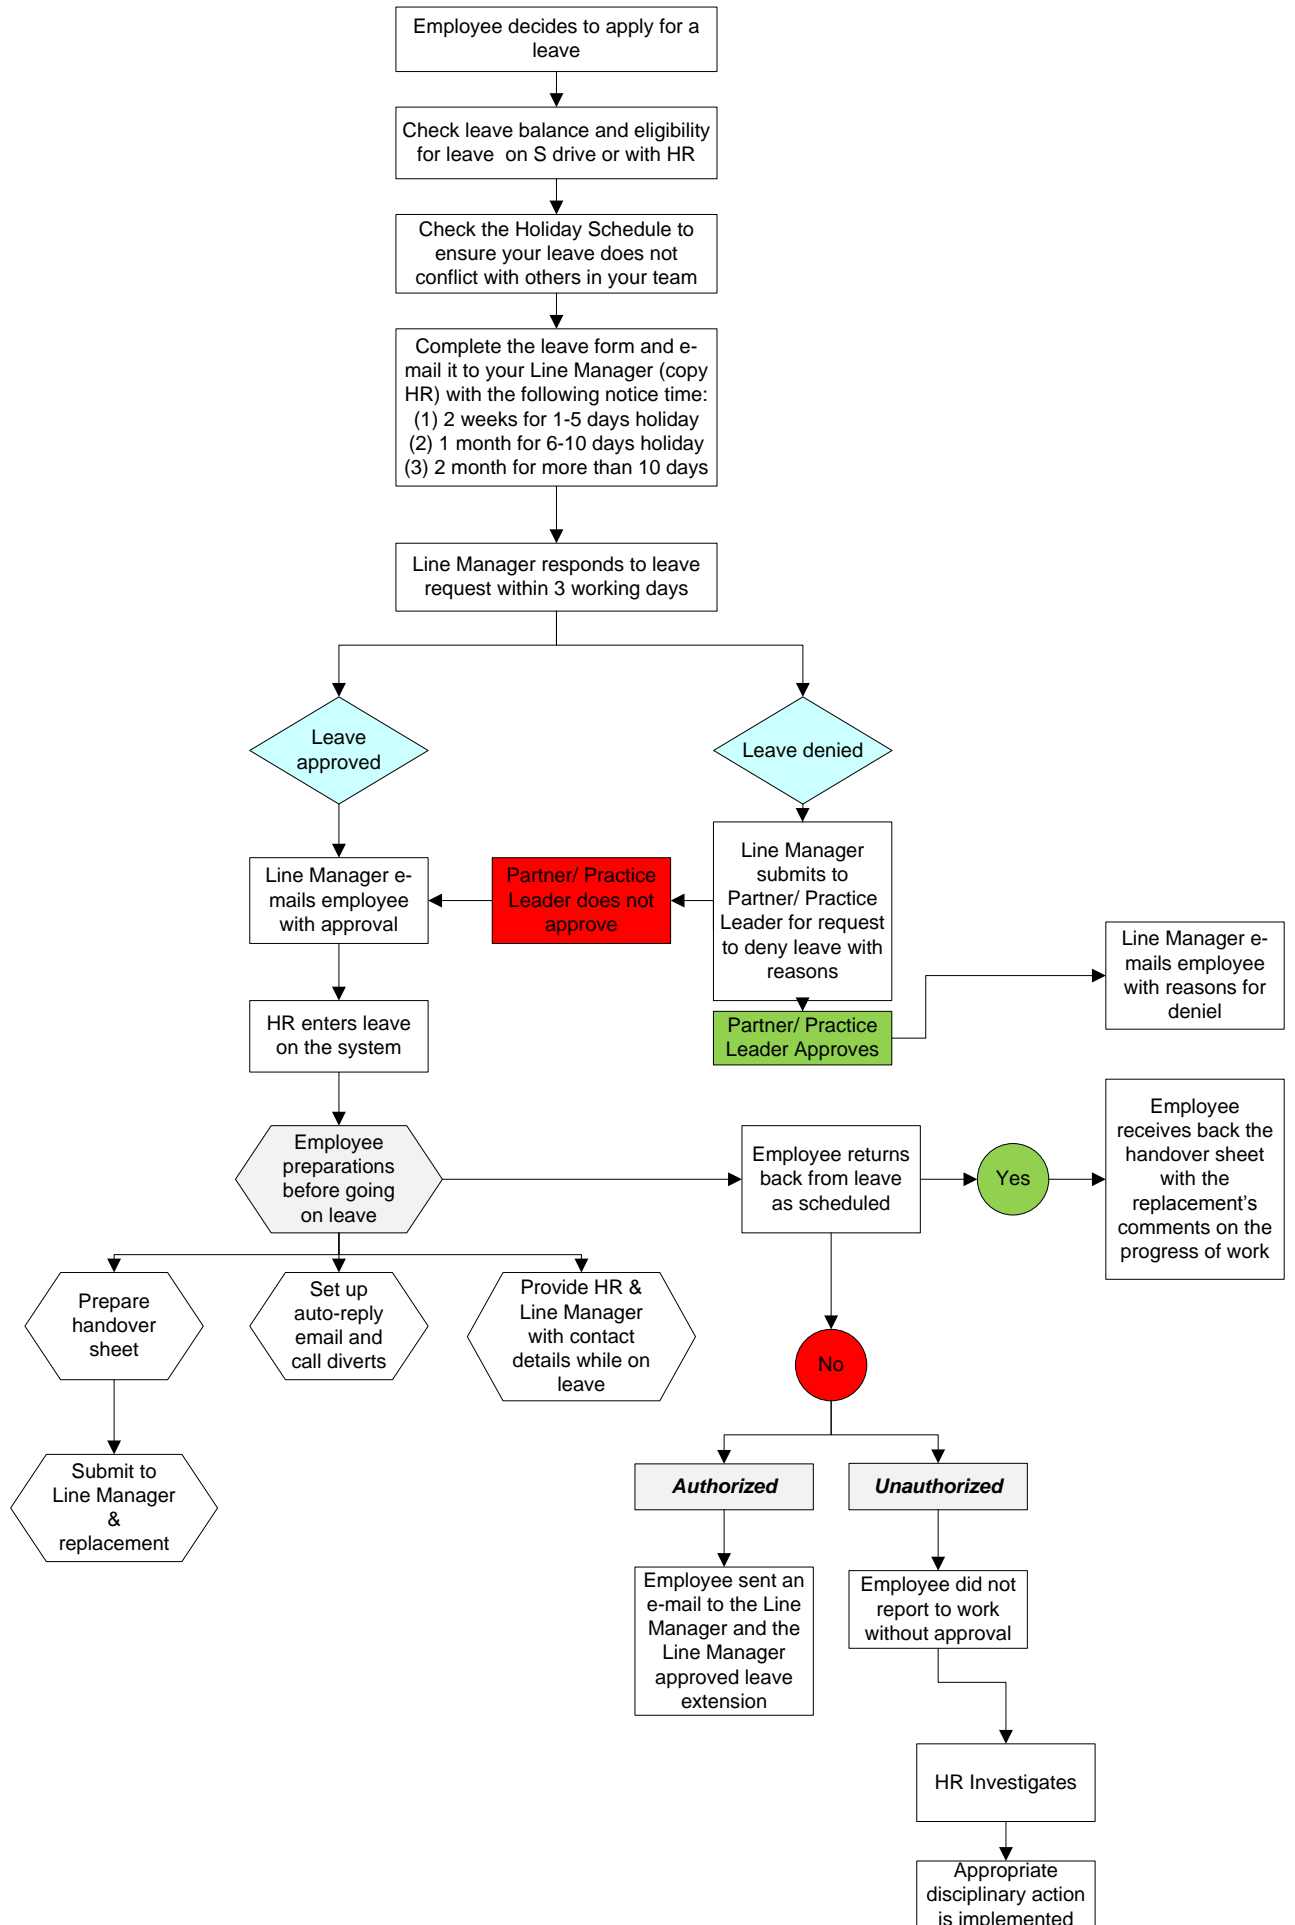 Employee decides to apply for a
leave
Check leave balance and eligibility
for leave on S drive or with HR
Check the Holiday Schedule to
ensure your leave does not
conflict with others in your team
Complete the leave form and e-
mail it to your Line Manager (copy
HR) with the following notice time:
(1) 2 weeks for 1-5 days holiday
(2) 1 month for 6-10 days holiday
(3) 2 month for more than 10 days
Line Manager responds to leave
request within 3 working days
Leave
approved
Leave denied
Line Manager e-
mails employee
with approval
Partner/ Practice
Leader does not
approve
Line Manager
submits to
Partner/ Practice
Leader for request
to deny leave with
reasons
Line Manager e-
mails employee
with reasons for
deniel
HR enters leave
on the system
Partner/ Practice
Leader Approves
Employee
preparations
before going
on leave
Employee returns
back from leave
as scheduled
Yes
Employee
receives back the
handover sheet
with the
replacement's
comments on the
progress of work
Prepare
handover
sheet
Set up
auto-reply
email and
call diverts
Provide HR &
Line Manager
with contact
details while on
leave
No
Submit to
Line Manager
&
replacement
Authorized
Unauthorized
Employee sent an
e-mail to the Line
Manager and the
Line Manager
approved leave
extension
Employee did not
report to work
without approval
HR Investigates
Appropriate
disciplinary action
is implemented